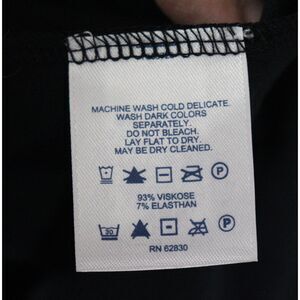 MACHINE WASH COLD DELICATE.
WASH DARK COLORS
SEPARATELY.
DO NOT BLEACH.
LAY FLAT TO DRY.
MAY BE DRY CLEANED.
P
93% VISKOSE
7% ELASTHAN
30 P
RN 62830